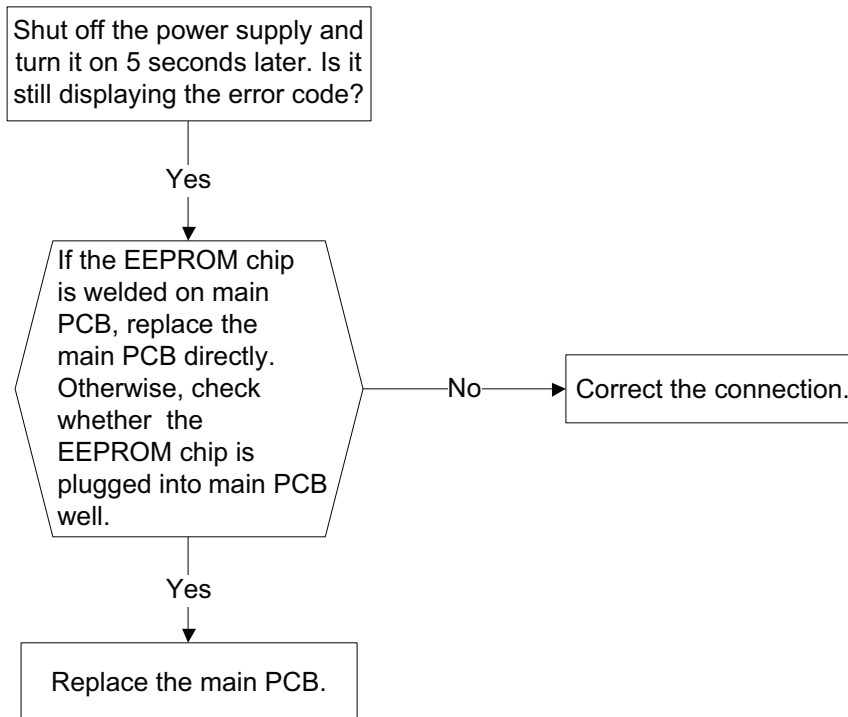 Shut off the power supply and
turn it on 5 seconds later. Is it
still displaying the error code?
Yes
If the EEPROM chip
is welded on main
PCB, replace the
main PCB directly.
Otherwise, check
whether  the
EEPROM chip is
plugged into main PCB
well.
No
Correct the connection.
Yes
Replace the main PCB.